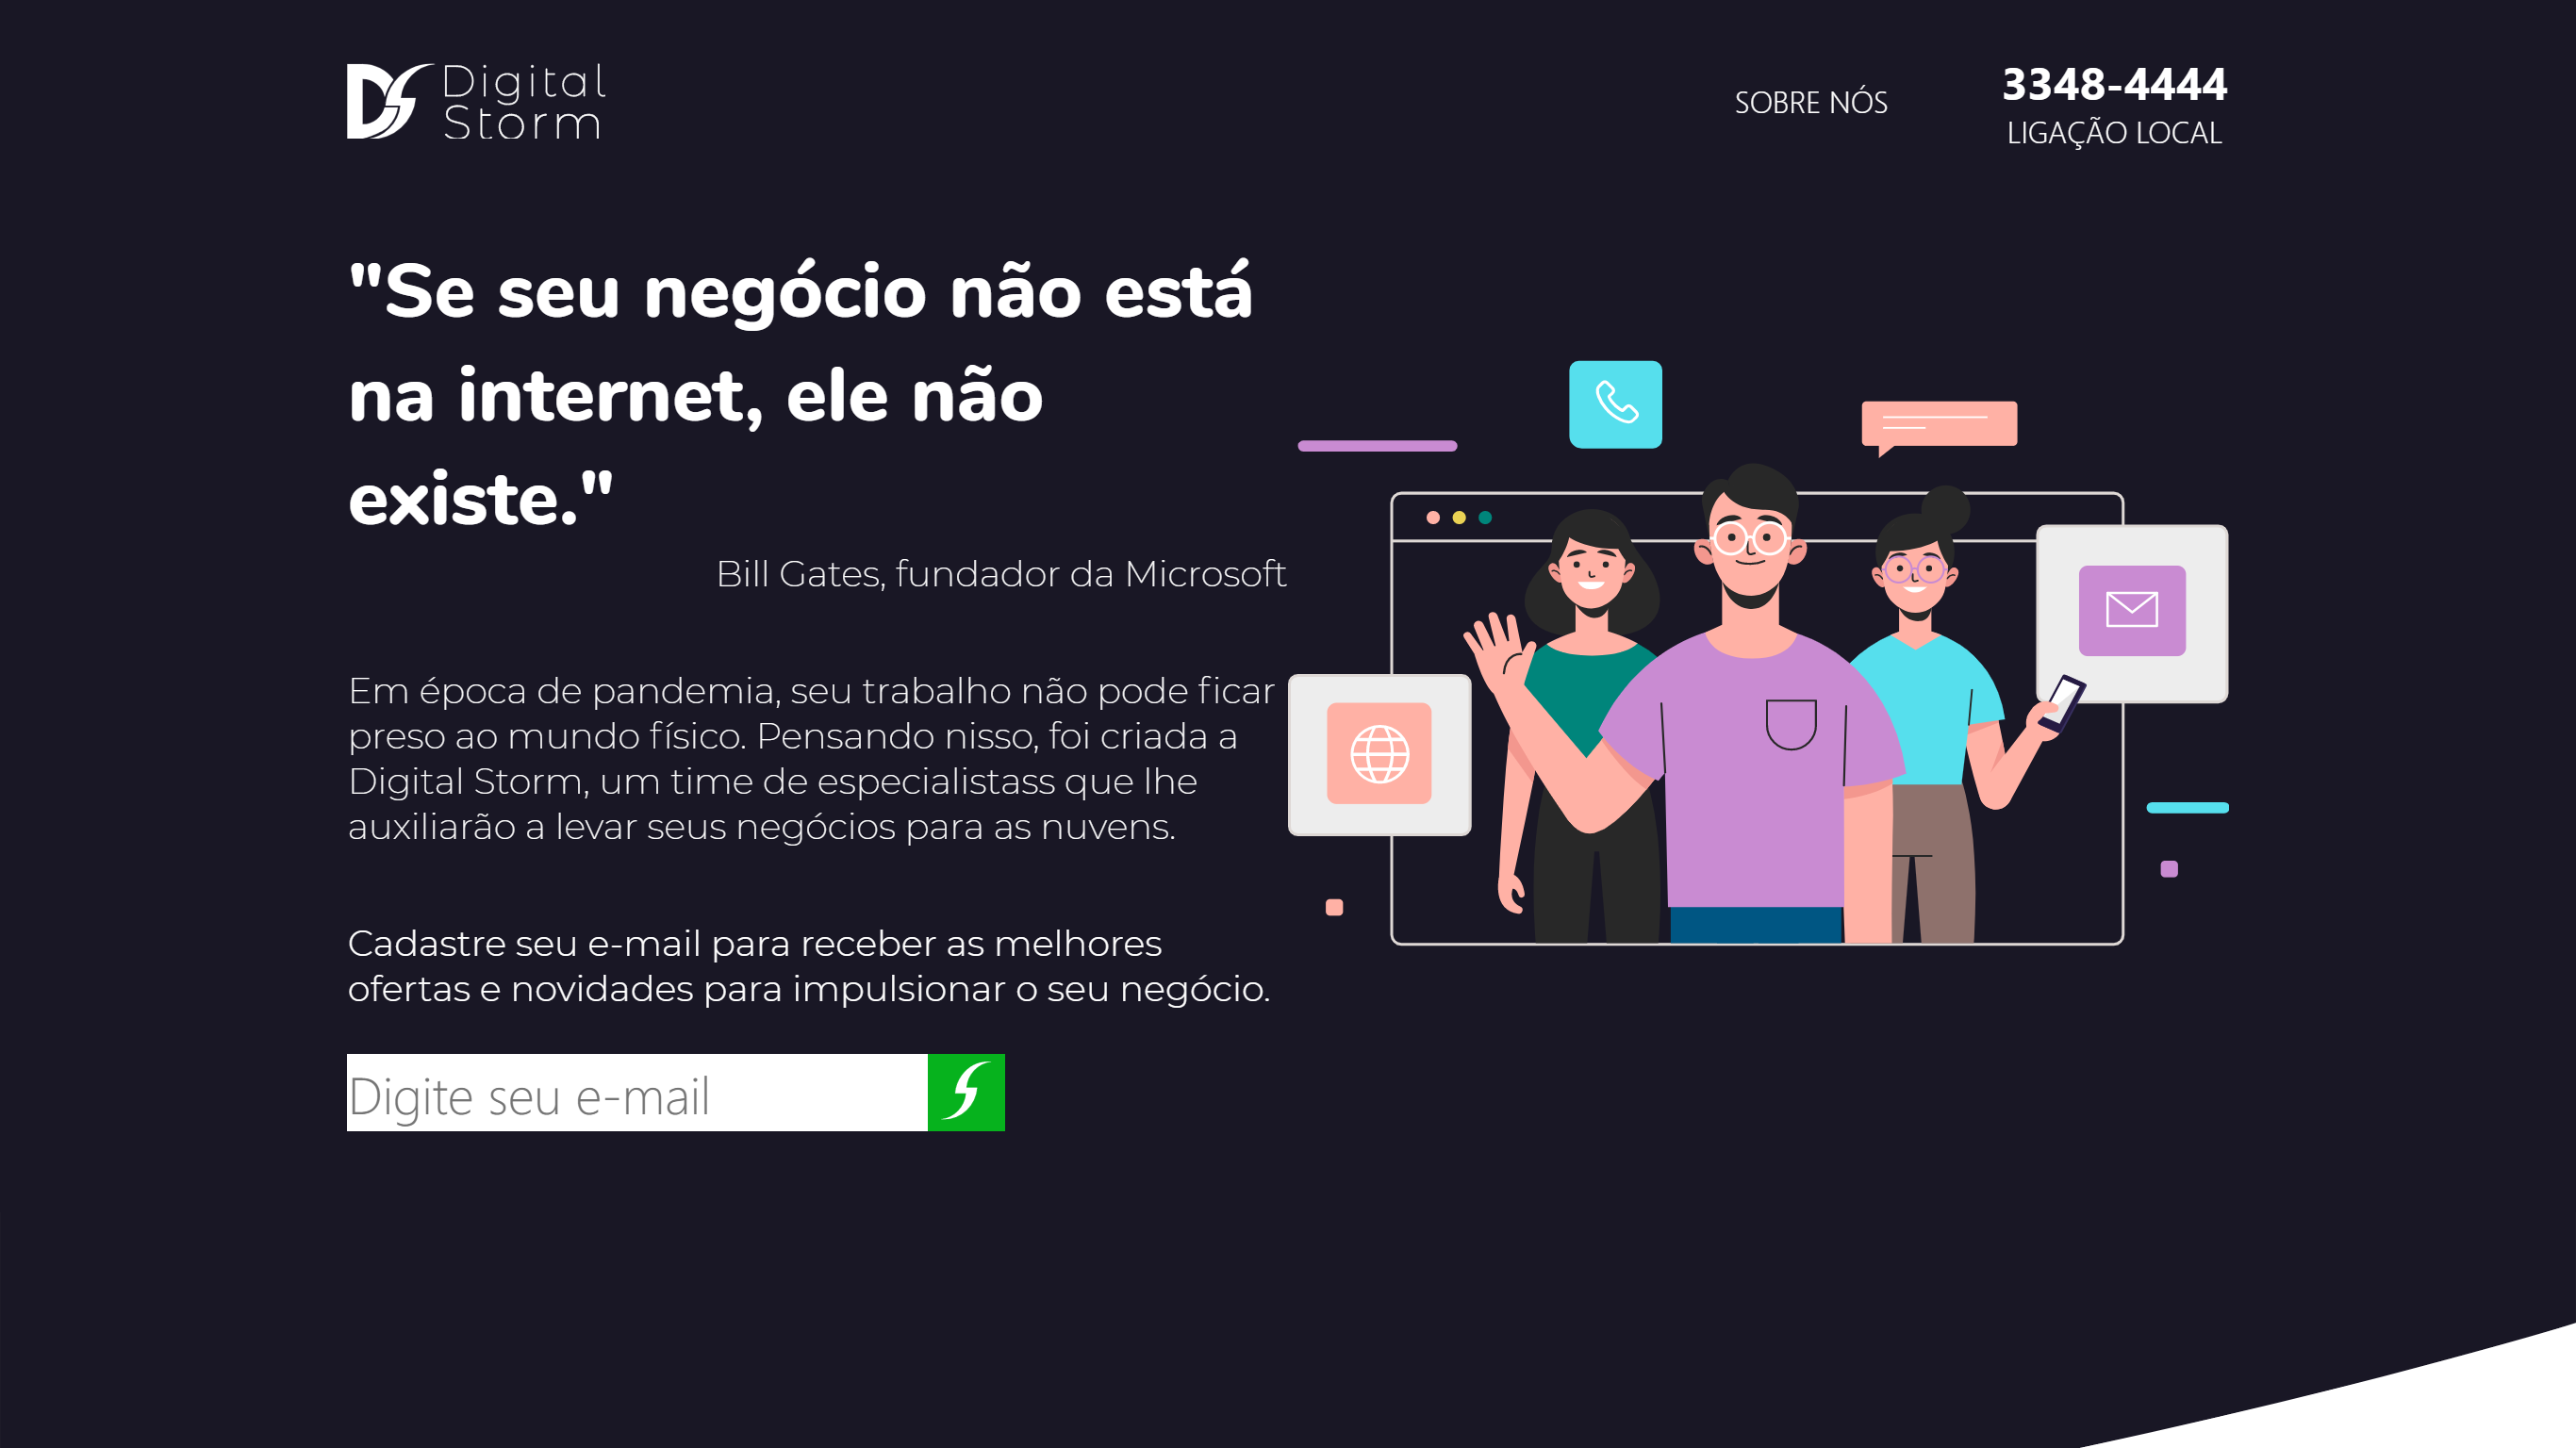 Digital
Storm
SOBRE NÓS
3348-4444
LIGAÇÃO LOCAL
"Se seu negócio não está
na internet, ele não
existe."
Bill Gates, fundador da Microsoft
Em época de pandemia, seu trabalho não pode ficar
preso ao mundo físico. Pensando nisso, foi criada a
Digital Storm, um time de especialistass que lhe
auxiliarão a levar seus negócios para as nuvens.
Cadastre seu e-mail para receber as melhores
ofertas e novidades para impulsionar o seu negócio.
Digite seu e-mail